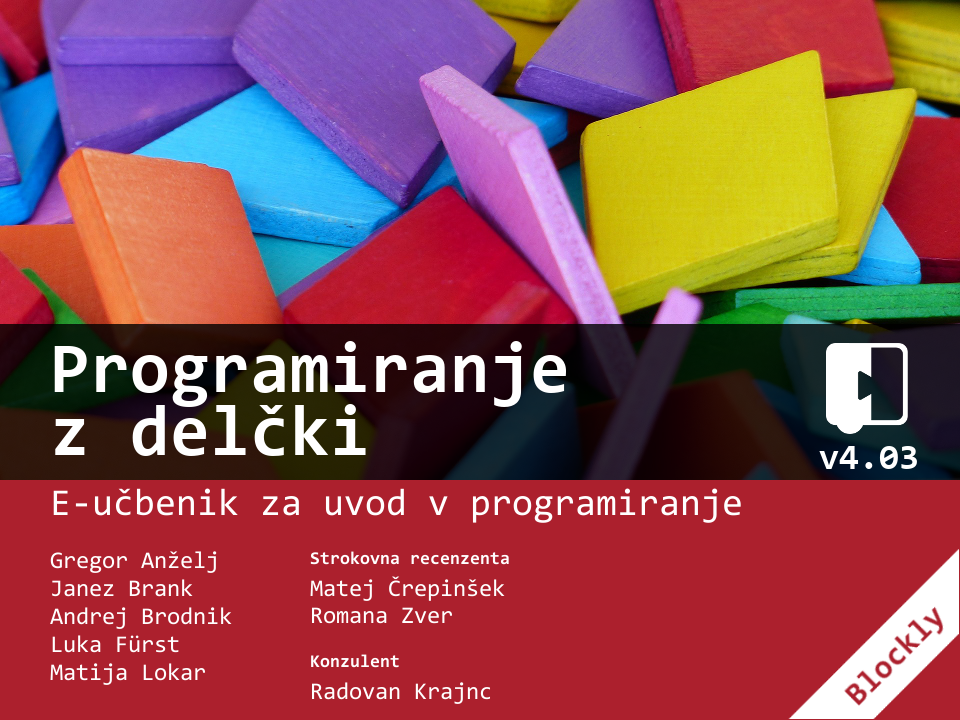 Programiranje
z delčki
v4.03
E-učbenik za uvod v programiranje
Gregor Anželj
Janez Brank
Andrej Brodnik
Luka Fürst
Matija Lokar
Strokovna recenzenta
Matej Črepinšek
Romana Zver
Konzulent
Radovan Krajnc
Blockly